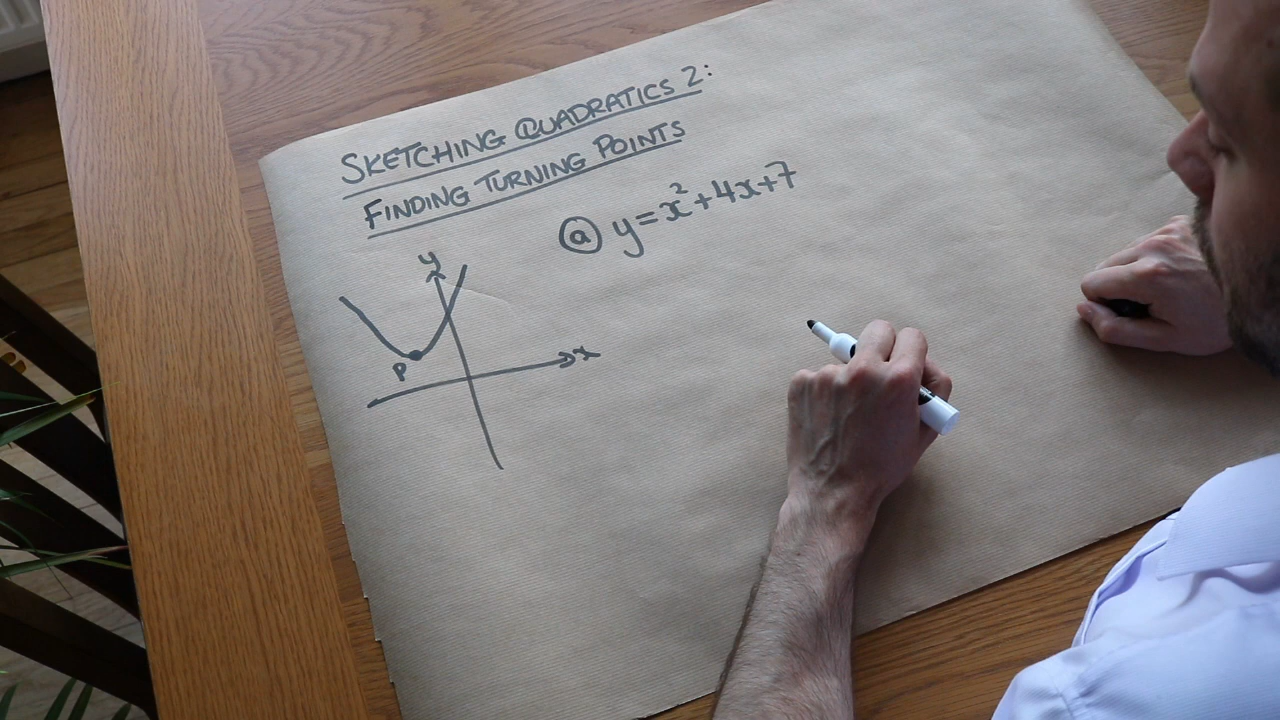 SKETCHING QUADRATICS 2:
FINDING TURNING POINTS
ⓐ y=x²+4x+7
y
x
P